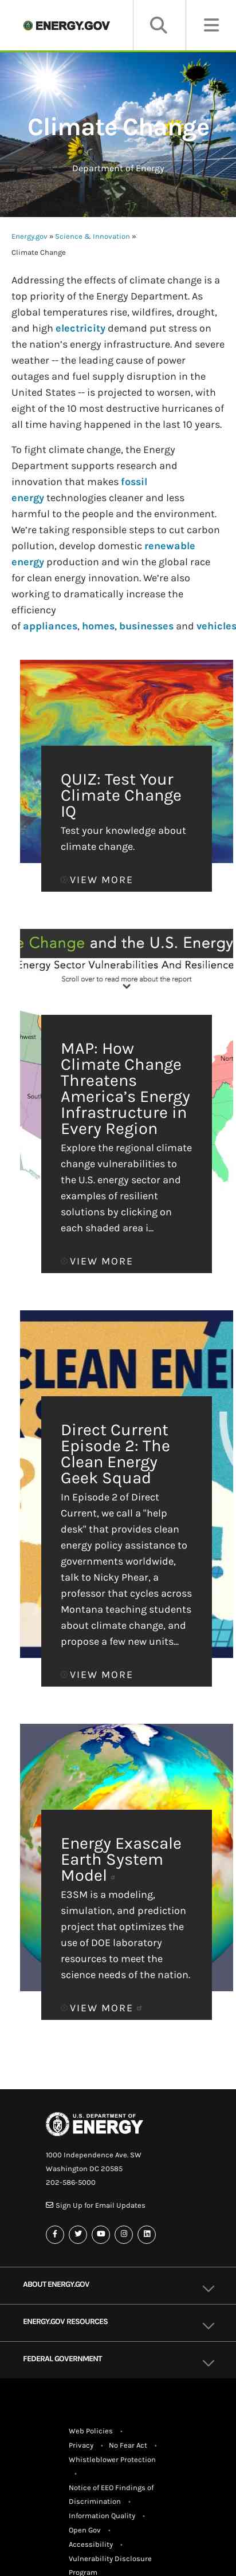 ENERGY.GOV
Climate Change
Department of Energy
Energy.gov » Science & Innovation »
Climate Change
Addressing the effects of climate change is a
top priority of the Energy Department. As
global temperatures rise, wildfires, drought,
and high electricity demand put stress on
the nation's energy infrastructure. And severe
weather -- the leading cause of power
outages and fuel supply disruption in the
United States -- is projected to worsen, with
eight of the 10 most destructive hurricanes of
all time having happened in the last 10 years.
To fight climate change, the Energy
Department supports research and
innovation that makes fossil
energy technologies cleaner and less
harmful to the people and the environment.
We're taking responsible steps to cut carbon
pollution, develop domestic renewable
energy production and win the global race
for clean energy innovation. We're also
working to dramatically increase the
efficiency
of appliances, homes, businesses and vehicles
QUIZ: Test Your
Climate Change
IQ
Test your knowledge about
climate change.
VIEW MORE
e Change and the U.S. Energy
Energy Sector Vulnerabilities And Resilience
Scroll over to read more about the report
MAP: How
Climate Change
Threatens
America's Energy
Infrastructure in
Every Region
Explore the regional climate
change vulnerabilities to
the U.S. energy sector and
examples of resilient
solutions by clicking on
each shaded area i...
VIEW MORE
CLEAN ENER
Direct Current
Episode 2: The
Clean Energy
Geek Squad
In Episode 2 of Direct
Current, we call a "help
desk" that provides clean
energy policy assistance to
governments worldwide,
talk to Nicky Phear, a
professor that cycles across
Montana teaching students
about climate change, and
propose a few new units...
VIEW MORE
Energy Exascale
Earth System
Model
E3SM is a modeling,
simulation, and prediction
project that optimizes the
use of DOE laboratory
resources to meet the
science needs of the nation.
VIEW MORE
U.S. DEPARTMENT OF
ENERGY
1000 Independence Ave. SW
Washington DC 20585
202-586-5000
Sign Up for Email Updates
ABOUT ENERGY.GOV
ENERGY.GOV RESOURCES
FEDERAL GOVERNMENT
Web Policies •
Privacy • No Fear Act •
Whistleblower Protection
•
Notice of EEO Findings of
Discrimination •
Information Quality •
Open Gov •
Accessibility •
Vulnerability Disclosure
Program